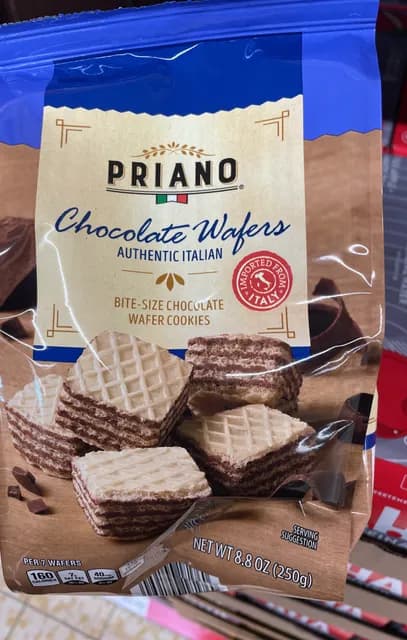 PRIANO
Chocolate Wafers
AUTHENTIC ITALIAN
IMPORTED FROM
ITALY
BITE-SIZE CHOCOLATE
WAFER COOKIES
SERVING
SUGGESTION
NET WT 8.8 OZ (250g)
PER 7 WAFERS
160